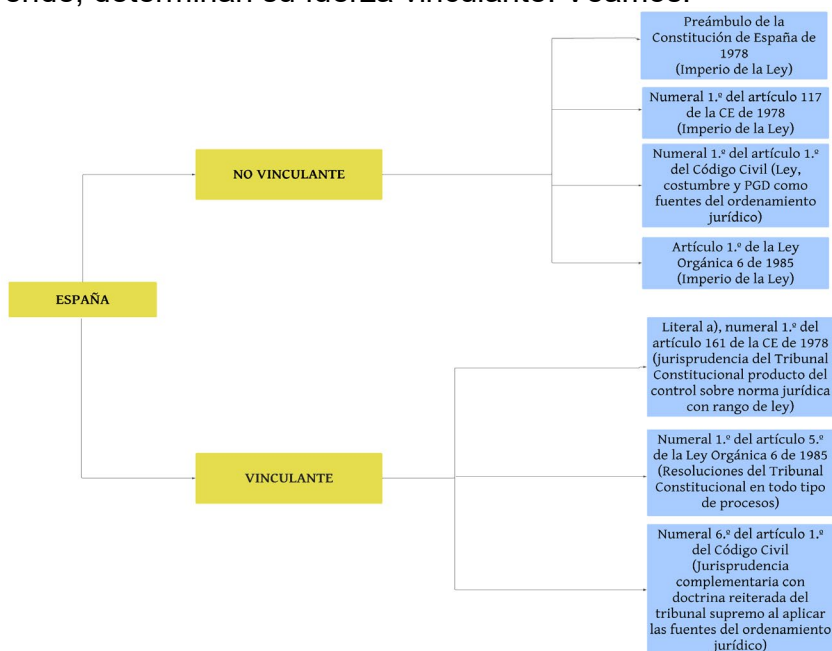 ende, determinan su fuerza vinculante. Veamos:
Preámbulo de la
Constitución de España de
1978
(Imperio de la Ley)
Numeral 1.º del artículo 117
de la CE de 1978
(Imperio de la Ley)
NO VINCULANTE
Numeral 1.º del artículo 1.º
del Código Civil (Ley,
costumbre y PGD como
fuentes del ordenamiento
jurídico)
Artículo 1.º de la Ley
Orgánica 6 de 1985
(Imperio de la Ley)
ESPAÑA
Literal a), numeral 1.º del
artículo 161 de la CE de 1978
(jurisprudencia del Tribunal
Constitucional producto del
control sobre norma jurídica
con rango de ley)
VINCULANTE
Numeral 1.º del artículo 5.º
de la Ley Orgánica 6 de 1985
(Resoluciones del Tribunal
Constitucional en todo tipo
de procesos)
Numeral 6.º del artículo 1.º
del Código Civil
(Jurisprudencia
complementaria con
doctrina reiterada del
tribunal supremo al aplicar
las fuentes del ordenamiento
jurídico)